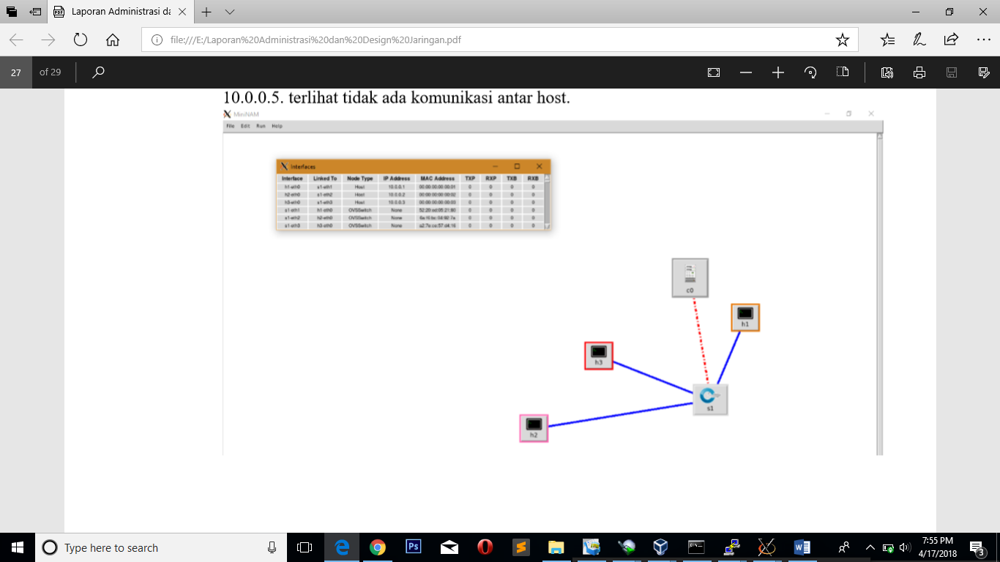 Laporan Administrasi da
file:///E:/Laporan%20Administrasi%20dan%20Design%20Jaringan.pdf
27 of 29
10.0.0.5. terlihat tidak ada komunikasi antar host.
MiniNAM
File Edit Run Help
Interfaces
Interface Linked To Node Type IP Address MAC Address TXP RXP TXB RXB
h1-eth0 s1-eth1 Host 10.0.0.1 00:00:00:00:00:01 0 0 0 0
h2-eth0 s1-eth2 Host 10.0.0.2 00:00:00:00:00:02 0 0 0 0
h3-eth0 s1-eth3 Host 10.0.0.3 00:00:00:00:00:03 0 0 0 0
s1-eth1 h1-eth0 OVSSwitch None 0 0 0 0
s1-eth2 h2-eth0 OVSSwitch None 0 0 0 0
s1-eth3 h3-eth0 OVSSwitch None 0 0 0 0
c0
h1
h3
s1
h2
Type here to search
Ps
7:55 PM
4/17/2018
3